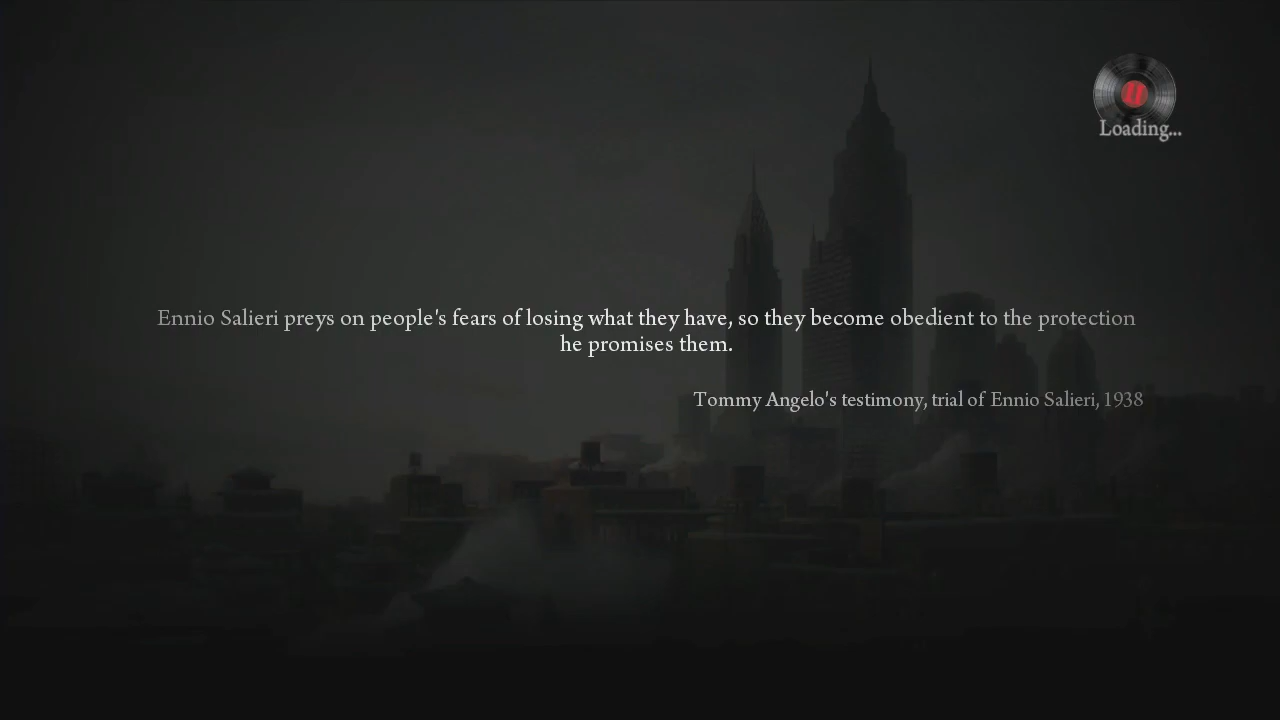 Loading...
Ennio Salieri preys on people's fears of losing what they have, so they become obedient to the protection
he promises them.
Tommy Angelo's testimony, trial of Ennio Salieri, 1938